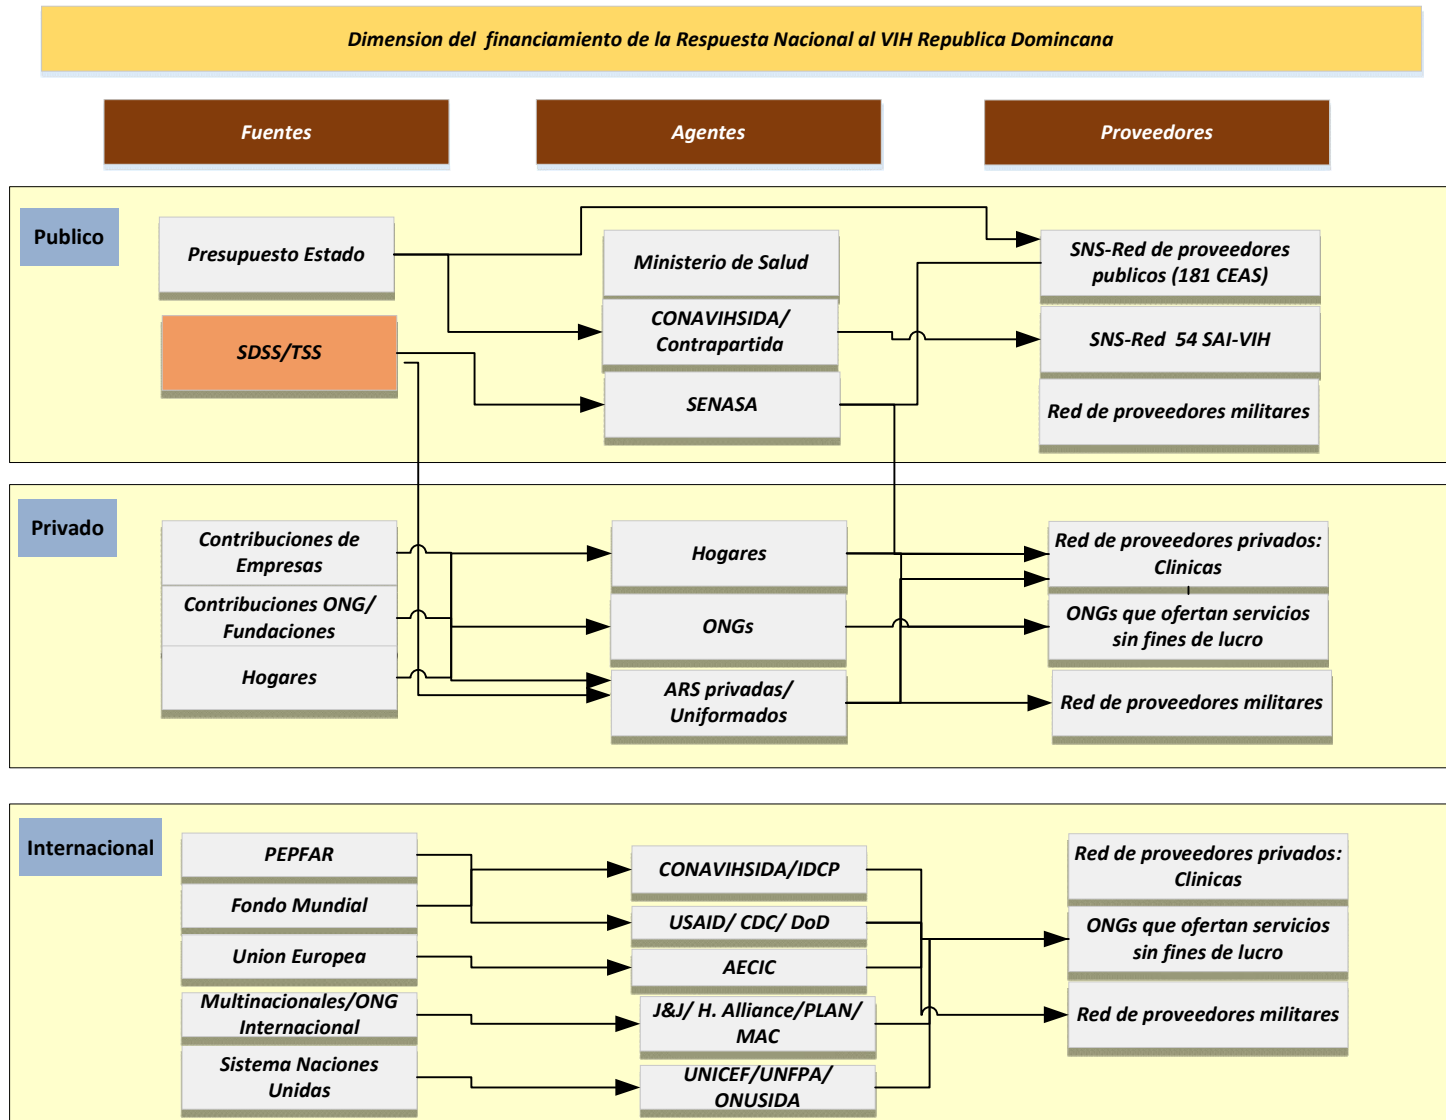 Dimension del  financiamiento de la Respuesta Nacional al VIH Republica Domincana
Fuentes
Agentes
Proveedores
Publico
Presupuesto Estado
SDSS/TSS
Ministerio de Salud
CONAVIHSIDA/
Contrapartida
SENASA
SNS-Red de proveedores
publicos (181 CEAS)
SNS-Red  54 SAI-VIH
Red de proveedores militares
Privado
Contribuciones de
Empresas
Contribuciones ONG/
Fundaciones
Hogares
Hogares
ONGs
ARS privadas/
Uniformados
Red de proveedores privados:
Clinicas
ONGs que ofertan servicios
sin fines de lucro
Red de proveedores militares
Internacional
PEPFAR
Fondo Mundial
Union Europea
Multinacionales/ONG
Internacional
Sistema Naciones
Unidas
CONAVIHSIDA/IDCP
USAID/ CDC/ DoD
AECIC
J&J/ H. Alliance/PLAN/
MAC
UNICEF/UNFPA/
ONUSIDA
Red de proveedores privados:
Clinicas
ONGs que ofertan servicios
sin fines de lucro
Red de proveedores militares